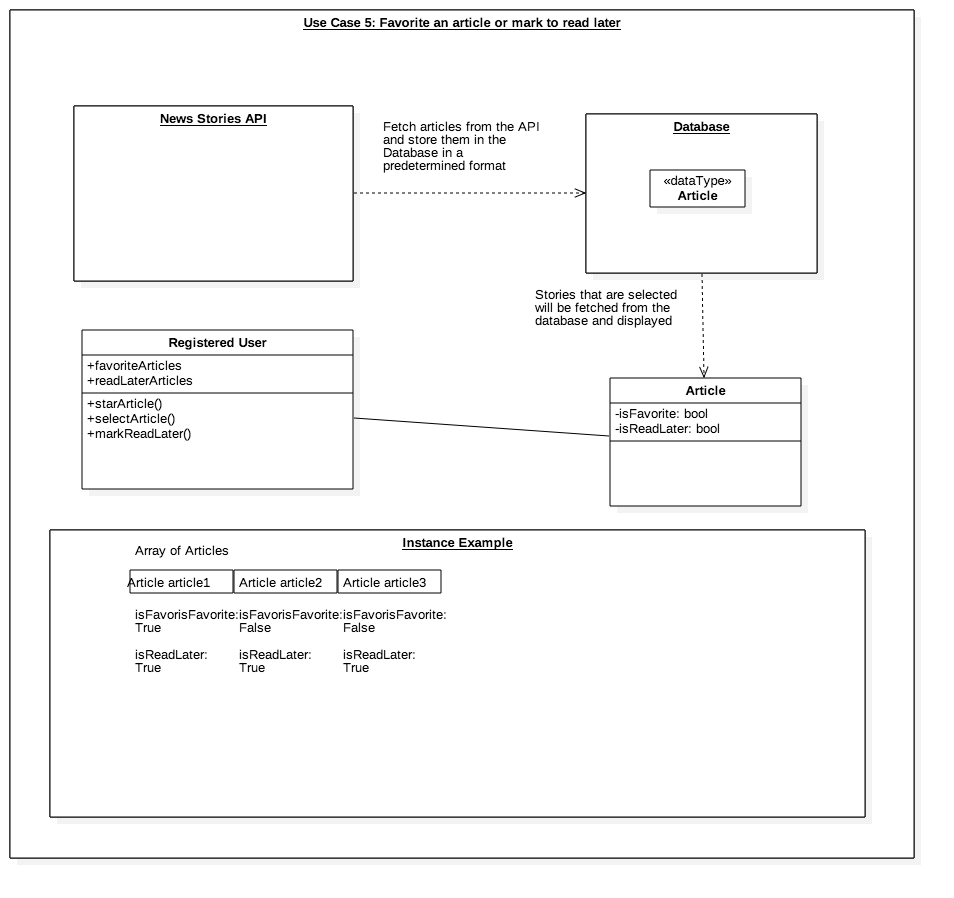 Use Case 5: Favorite an article or mark to read later
News Stories API
Fetch articles from the API
and store them in the
Database in a
predetermined format
Database
«dataType»
Article
Stories that are selected
will be fetched from the
database and displayed
Registered User
+favoriteArticles
+readLaterArticles
+starArticle()
+selectArticle()
+markReadLater()
Article
-isFavorite: bool
-isReadLater: bool
Instance Example
Array of Articles
Article article1 Article article2 Article article3
isFavorisFavorite:isFavorisFavorite:isFavorisFavorite:
True False False
isReadLater: isReadLater: isReadLater:
True True True